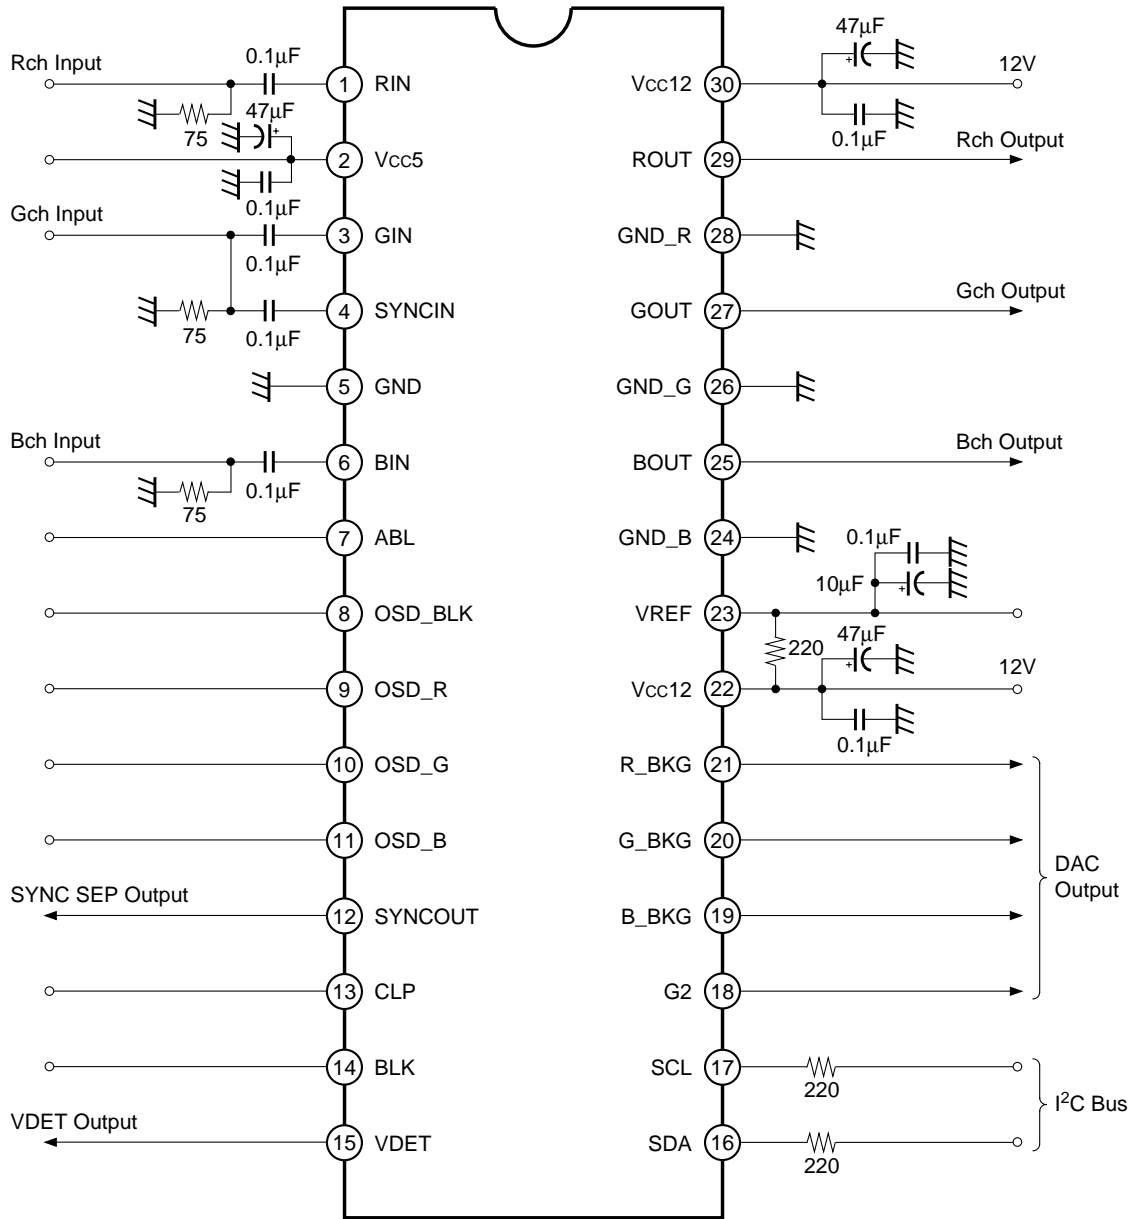 47µF
0.1µF
Rch Input
12V
1
RIN
Vcc12
30
47µF
75
0.1µF
Rch Output
2
Vcc5
ROUT
29
0.1µF
Gch Input
3
GIN
GND_R
28
0.1µF
Gch Output
4
SYNCIN
GOUT
27
75
0.1µF
5
GND
GND_G
26
Bch Input
Bch Output
6
BIN
BOUT
25
0.1µF
75
7
ABL
GND_B
24
0.1µF
10µF
8
OSD_BLK
VREF
23
220
47µF
12V
9
OSD_R
Vcc12
22
0.1µF
10
OSD_G
R_BKG
21
11
OSD_B
G_BKG
20
DAC
Output
SYNC SEP Output
12
SYNCOUT
B_BKG
19
13
CLP
G2
18
14
BLK
SCL
17
220
I²C Bus
VDET Output
15
VDET
SDA
16
220
+
+
+
+